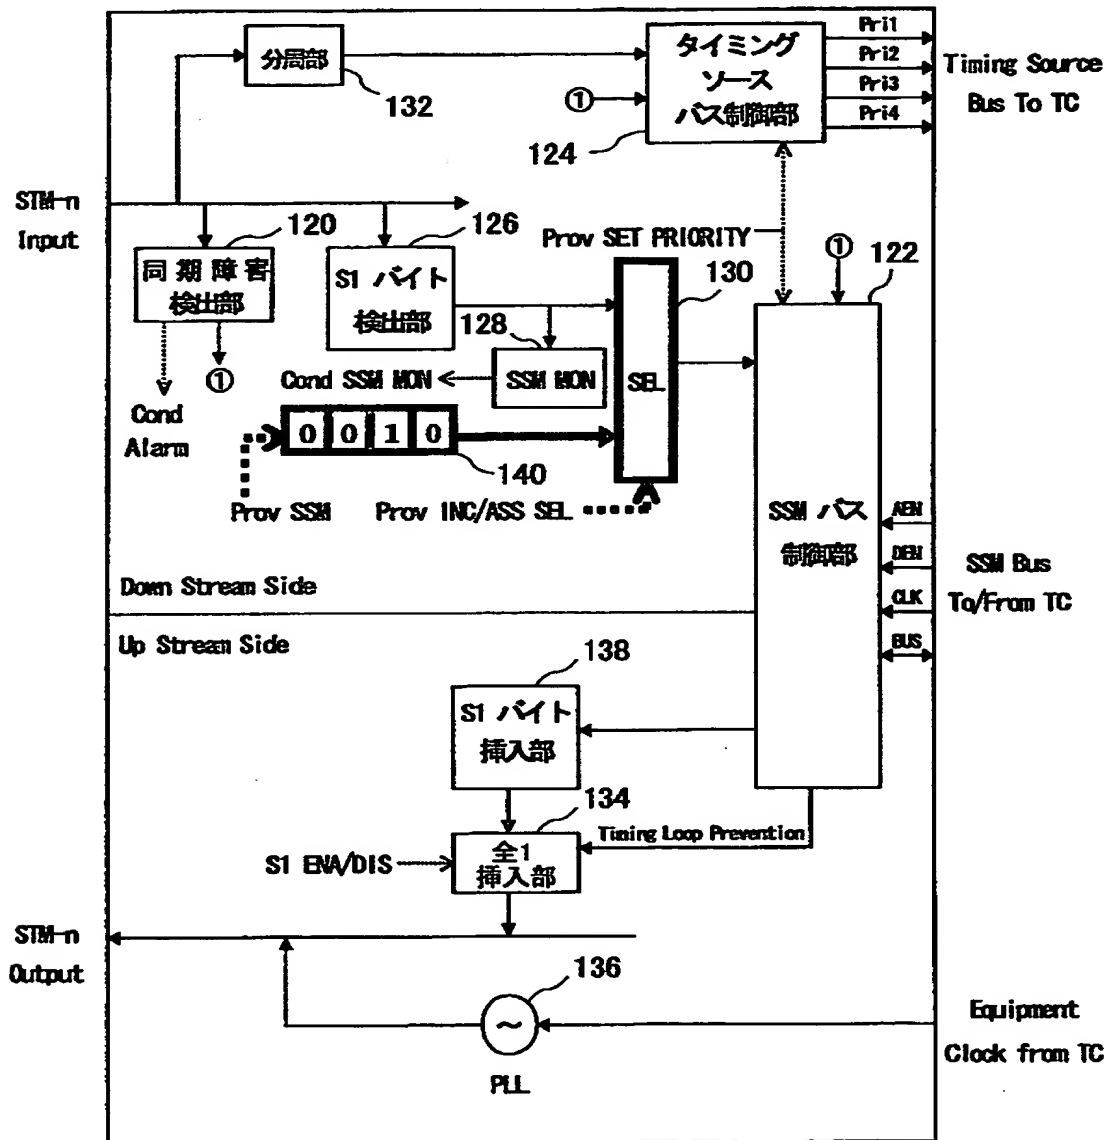 分周部
132
タイミング
ソース
バス制御部
124
①
Pri1
Pri2
Pri3
Pri4
Timing Source
Bus To TC
STM-n
Input
120
同期障害
検出部
①
Cond
Alarm
126
S1 バイト
検出部
128
SSM MON
Cond SSM MON
Prov SET PRIORITY
130
SEL
0 0 1 0
140
Prov SSM
Prov INC/ASS SEL
①
122
SSM バス
制御部
AEN
DEN
CLK
BUS
SSM Bus
To/From TC
Down Stream Side
Up Stream Side
138
S1 バイト
挿入部
134
Timing Loop Prevention
全1
挿入部
S1 ENA/DIS
STM-n
Output
136
~
PLL
Equipment
Clock from TC